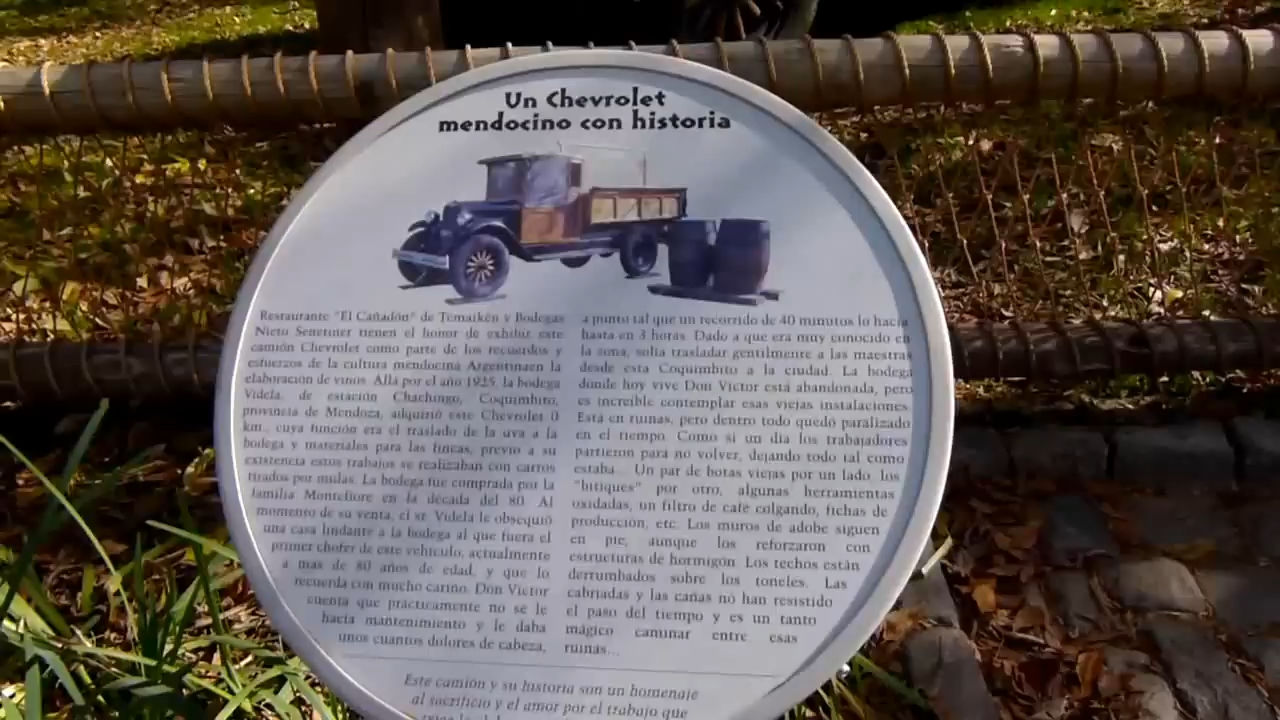 Un Chevrolet
mendocino con historia
Restaurante "El Cañadón" de Temaikén y Bodegas
Nieto Senetiner tienen el honor de exhibir este
camión Chevrolet como parte de los recuerdos y
esfuerzos de la cultura mendocina Argentinaen la
elaboración de vinos. Allá por el año 1925, la bodega
Videla, de estación Chachingo, Coquimbito,
provincia de Mendoza, adquirió este Chevrolet 0
km., cuya función era el traslado de la uva a la
bodega y materiales para las fincas, previo a su
existencia estos trabajos se realizaban con carros
tirados por mulas. La bodega fue comprada por la
familia Montefiore en la década del 80. Al
momento de su venta, el sr. Videla le obsequió
una casa lindante a la bodega al que fuera el
primer chofer de este vehículo, actualmente
a mas de 80 años de edad, y que lo
recuerda con mucho cariño. Don Victor
cuenta que prácticamente no se le
hacía mantenimiento y le daba
unos cuantos dolores de cabeza,
a punto tal que un recorrido de 40 minutos lo hacía
hasta en 3 horas. Dado a que era muy conocido en
la zona, solía trasladar gentilmente a las maestras
desde esta Coquimbito a la ciudad. La bodega
donde hoy vive Don Victor está abandonada, pero
es increíble contemplar esas viejas instalaciones.
Está en ruinas, pero dentro todo quedó paralizado
en el tiempo. Como si un día los trabajadores
partieron para no volver, dejando todo tal como
estaba... Un par de botas viejas por un lado, los
"bitiques" por otro, algunas herramientas
oxidadas, un filtro de café colgando, fichas de
producción, etc. Los muros de adobe siguen
en pie, aunque los reforzaron con
estructuras de hormigón. Los techos están
derrumbados sobre los toneles. Las
cabriadas y las cañas no han resistido
el paso del tiempo y es un tanto
mágico caminar entre esas
ruinas...
Este camión y su historia son un homenaje
al sacrificio y el amor por el trabajo que